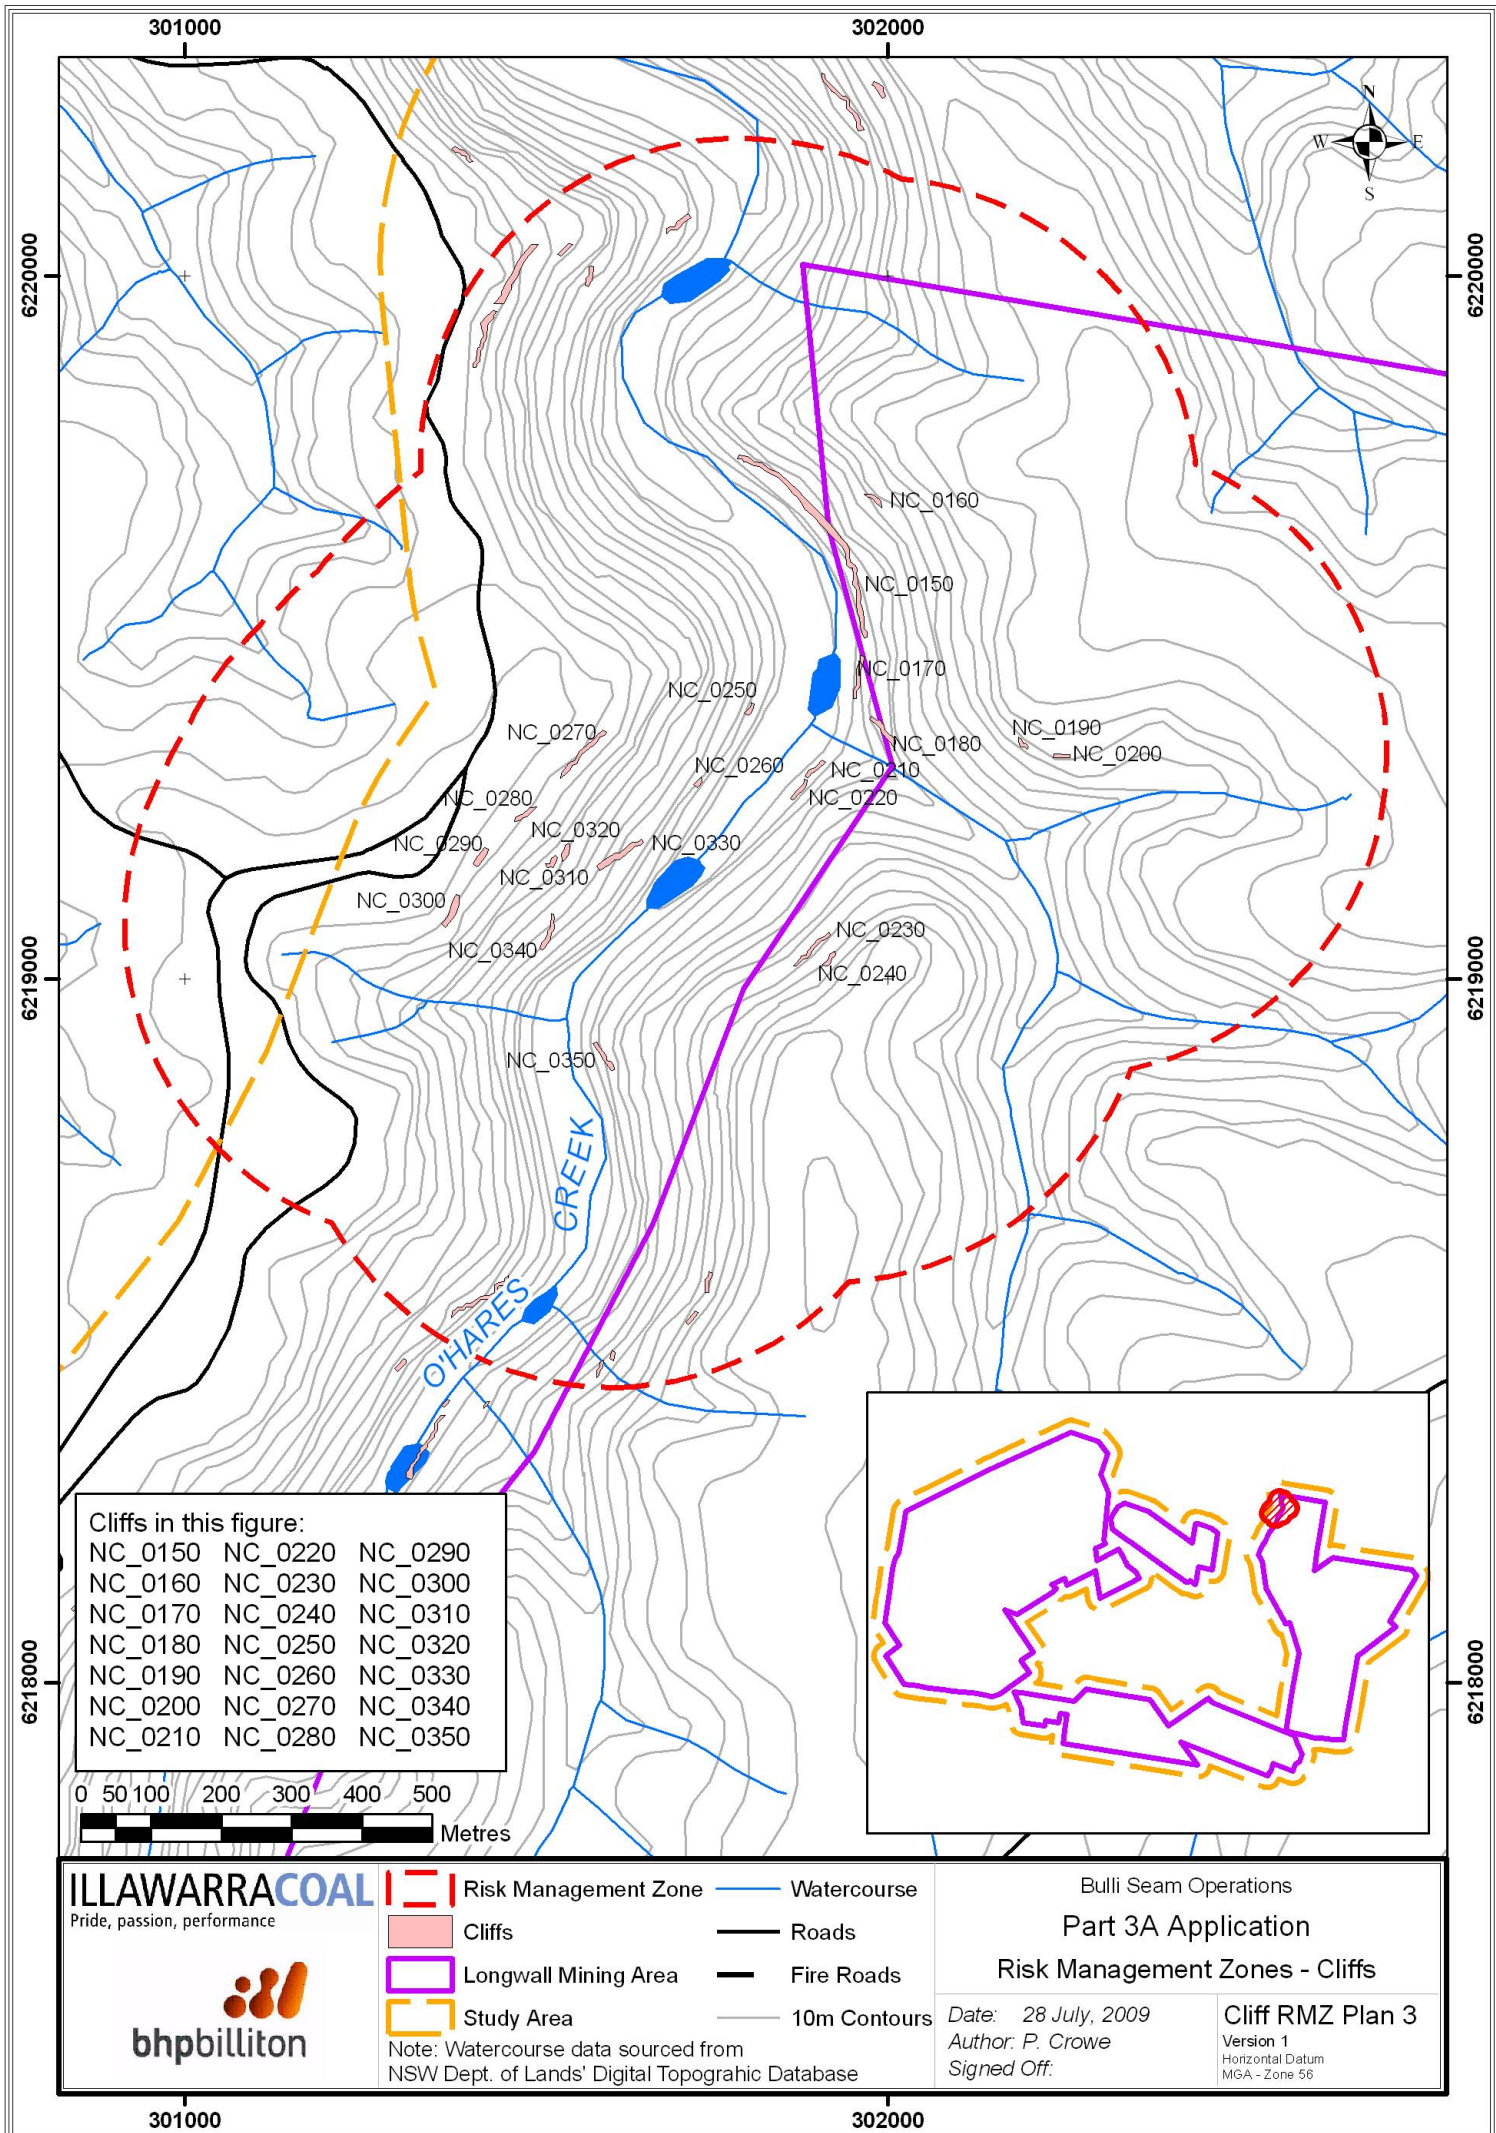 301000
302000
N
W
E
S
6220000
6220000
NC_0160
NC_0150
NC_0170
NC_0250
NC_0270
NC_0190
NC_0180
NC_0200
NC_0260
NC_0210
NC_0280
NC_0220
NC_0320
NC_0290
NC_0330
NC_0310
NC_0300
NC_0230
NC_0340
NC_0240
6219000
6219000
NC_0350
O'HARES
CREEK
Cliffs in this figure:
NC_0150 NC_0220 NC_0290
NC_0160 NC_0230 NC_0300
NC_0170 NC_0240 NC_0310
NC_0180 NC_0250 NC_0320
NC_0190 NC_0260 NC_0330
NC_0200 NC_0270 NC_0340
NC_0210 NC_0280 NC_0350
6218000
6218000
0 50 100 200 300 400 500
Metres
ILLAWARRACOAL
Pride, passion, performance
bhpbilliton
Risk Management Zone
Cliffs
Longwall Mining Area
Study Area
Watercourse
Roads
Fire Roads
10m Contours
Note: Watercourse data sourced from
NSW Dept. of Lands' Digital Topograhic Database
Bulli Seam Operations
Part 3A Application
Risk Management Zones - Cliffs
Date: 28 July, 2009
Author: P. Crowe
Signed Off:
Cliff RMZ Plan 3
Version 1
Horizontal Datum
MGA - Zone 56
301000
302000